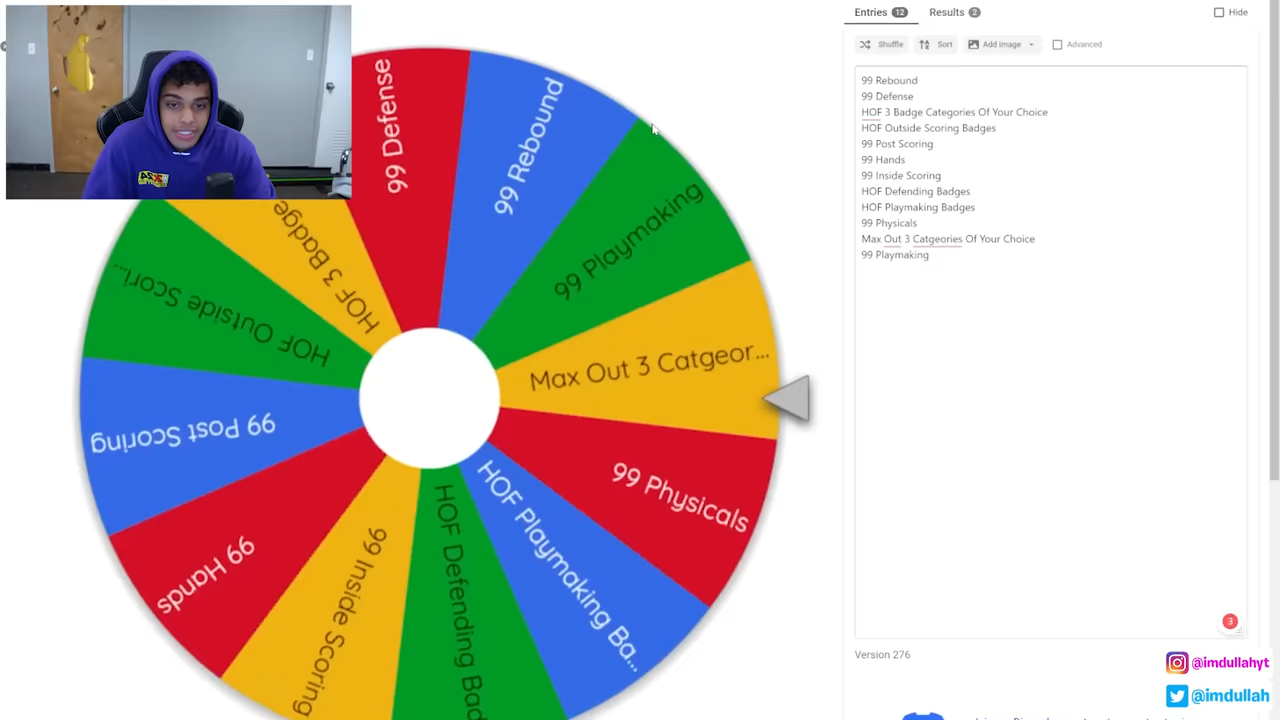 Entries 12
Results 2
Hide
Shuffle
Sort
Add image
Advanced
99 Rebound
99 Defense
HOF 3 Badge Categories Of Your Choice
HOF Outside Scoring Badges
99 Post Scoring
99 Hands
99 Inside Scoring
HOF Defending Badges
HOF Playmaking Badges
99 Physicals
Max Out 3 Catgeories Of Your Choice
99 Playmaking
99 Defense
99 Rebound
99 Playmaking
Max Out 3 Catgeor...
99 Physicals
HOF Playmaking Ba...
HOF Defending Bad
99 Inside Scoring
99 Hands
99 Post Scoring
HOF Outside Scori...
HOF 3 Badge
3
Version 276
@imdullahyt
@imdullah